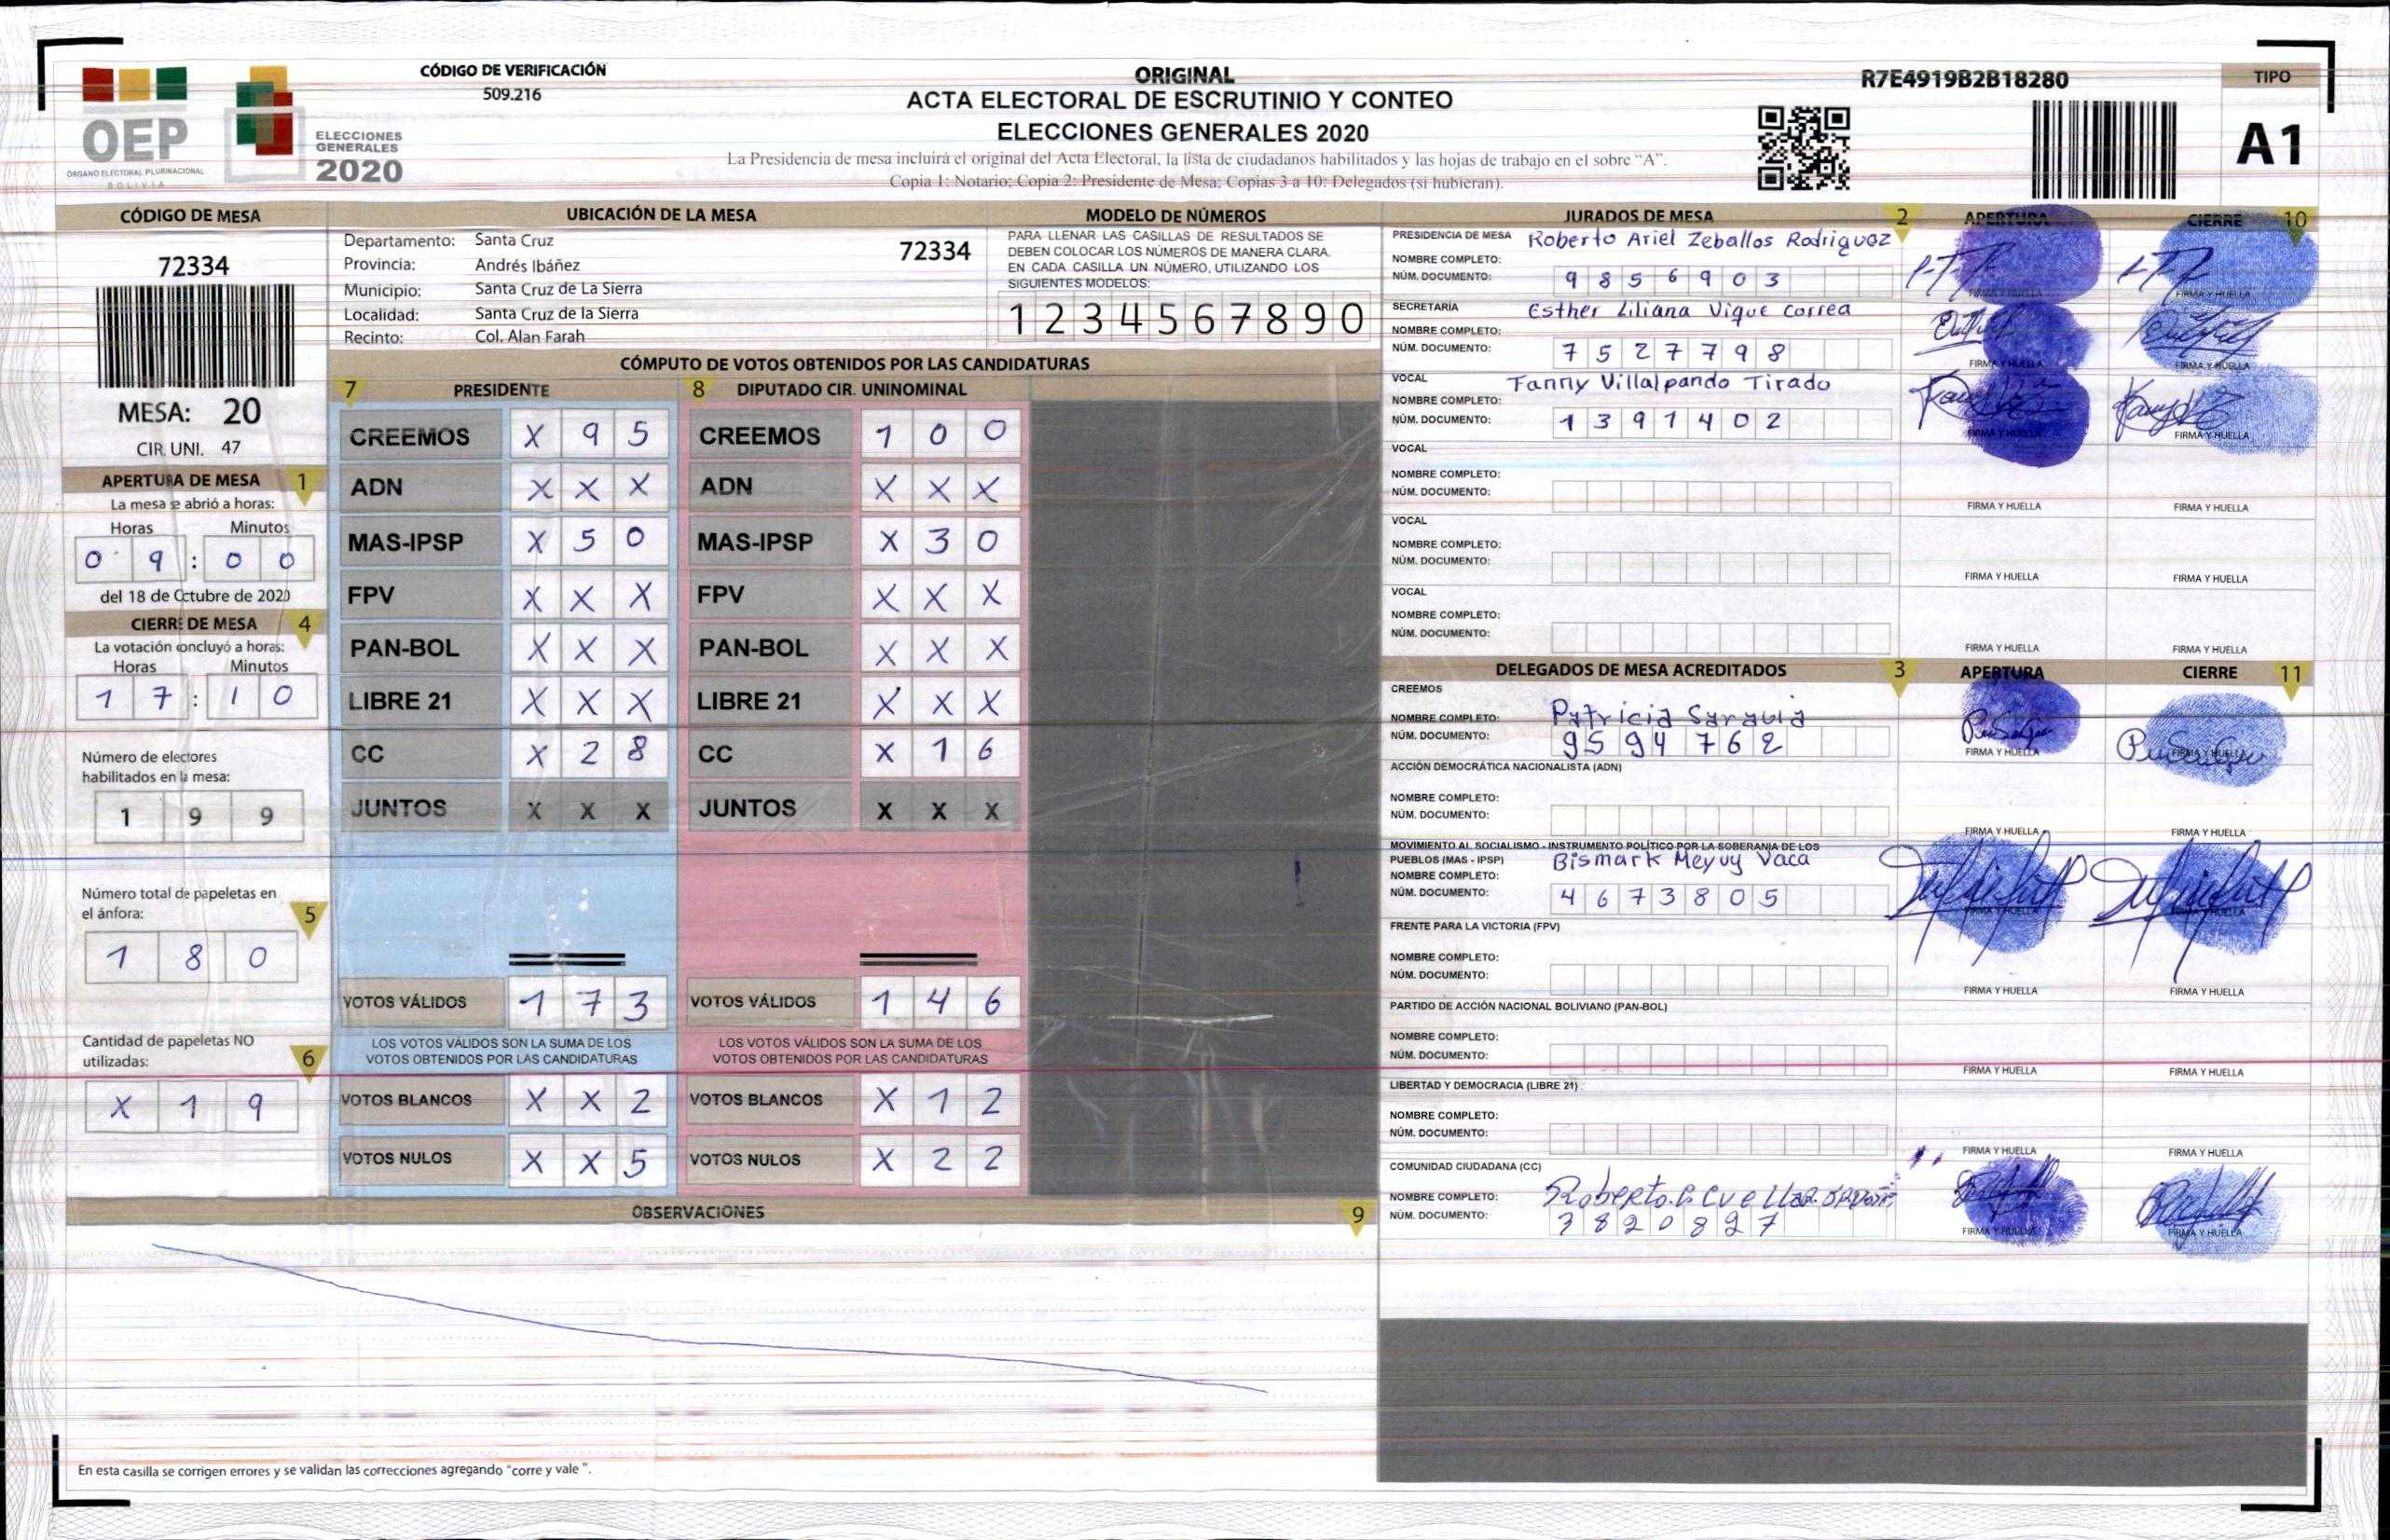 CÓDIGO DE VERIFICACIÓN
509.216
ORIGINAL
ACTA ELECTORAL DE ESCRUTINIO Y CONTEO
ELECCIONES GENERALES 2020
La Presidencia de mesa incluirá el original del Acta Electoral, la lista de ciudadanos habilitados y las hojas de trabajo en el sobre “A”.
Copia 1: Notario; Copia 2: Presidente de Mesa; Copias 3 a 10: Delegados (si hubieran).
R7E4919B2B18280
TIPO
A1
OEP
ÓRGANO ELECTORAL PLURINACIONAL
BOLIVIA
ELECCIONES
GENERALES
2020
CÓDIGO DE MESA
72334
MESA: 20
CIR. UNI. 47
APERTURA DE MESA 1
La mesa se abrió a horas:
Horas Minutos
0 9 : 0 0
del 18 de Octubre de 2020
CIERRE DE MESA 4
La votación concluyó a horas:
Horas Minutos
1 7 : 1 0
Número de electores
habilitados en la mesa:
1 9 9
Número total de papeletas en
el ánfora: 5
1 8 0
Cantidad de papeletas NO
utilizadas: 6
X 1 9
UBICACIÓN DE LA MESA
Departamento: Santa Cruz 72334
Provincia: Andrés Ibáñez
Municipio: Santa Cruz de La Sierra
Localidad: Santa Cruz de la Sierra
Recinto: Col. Alan Farah
MODELO DE NÚMEROS
PARA LLENAR LAS CASILLAS DE RESULTADOS SE
DEBEN COLOCAR LOS NÚMEROS DE MANERA CLARA.
EN CADA CASILLA UN NÚMERO, UTILIZANDO LOS
SIGUIENTES MODELOS:
1 2 3 4 5 6 7 8 9 0
CÓMPUTO DE VOTOS OBTENIDOS POR LAS CANDIDATURAS
7 PRESIDENTE 8 DIPUTADO CIR. UNINOMINAL
CREEMOS X 9 5 CREEMOS 1 0 0
ADN X X X ADN X X X
MAS-IPSP X 5 0 MAS-IPSP X 3 0
FPV X X X FPV X X X
PAN-BOL X X X PAN-BOL X X X
LIBRE 21 X X X LIBRE 21 X X X
CC X 2 8 CC X 1 6
JUNTOS X X X JUNTOS X X X
VOTOS VÁLIDOS 1 7 3 VOTOS VÁLIDOS 1 4 6
LOS VOTOS VÁLIDOS SON LA SUMA DE LOS LOS VOTOS VÁLIDOS SON LA SUMA DE LOS
VOTOS OBTENIDOS POR LAS CANDIDATURAS VOTOS OBTENIDOS POR LAS CANDIDATURAS
VOTOS BLANCOS X X 2 VOTOS BLANCOS X 1 2
VOTOS NULOS X X 5 VOTOS NULOS X 2 2
OBSERVACIONES 9
En esta casilla se corrigen errores y se validan las correcciones agregando "corre y vale ".
JURADOS DE MESA 2 APERTURA CIERRE 10
PRESIDENCIA DE MESA Roberto Ariel Zeballos Rodriguez
NOMBRE COMPLETO:
NÚM. DOCUMENTO: 9 8 5 6 9 0 3
FIRMA Y HUELLA FIRMA Y HUELLA
SECRETARÍA Esther Liliana Vique Correa
NOMBRE COMPLETO:
NÚM. DOCUMENTO: 7 5 2 7 7 9 8
FIRMA Y HUELLA FIRMA Y HUELLA
VOCAL Fanny Villalpando Tirado
NOMBRE COMPLETO:
NÚM. DOCUMENTO: 1 3 9 1 4 0 2
FIRMA Y HUELLA FIRMA Y HUELLA
VOCAL
NOMBRE COMPLETO:
NÚM. DOCUMENTO:
FIRMA Y HUELLA FIRMA Y HUELLA
VOCAL
NOMBRE COMPLETO:
NÚM. DOCUMENTO:
FIRMA Y HUELLA FIRMA Y HUELLA
VOCAL
NOMBRE COMPLETO:
NÚM. DOCUMENTO:
FIRMA Y HUELLA FIRMA Y HUELLA
DELEGADOS DE MESA ACREDITADOS 3 APERTURA CIERRE 11
CREEMOS
NOMBRE COMPLETO: Patricia Saravia
NÚM. DOCUMENTO: 9 5 9 4 7 6 2
FIRMA Y HUELLA FIRMA Y HUELLA
ACCIÓN DEMOCRÁTICA NACIONALISTA (ADN)
NOMBRE COMPLETO:
NÚM. DOCUMENTO:
FIRMA Y HUELLA FIRMA Y HUELLA
MOVIMIENTO AL SOCIALISMO - INSTRUMENTO POLÍTICO POR LA SOBERANIA DE LOS
PUEBLOS (MAS - IPSP) Bismark Meyuy Vaca
NOMBRE COMPLETO:
NÚM. DOCUMENTO: 4 6 7 3 8 0 5
FIRMA Y HUELLA FIRMA Y HUELLA
FRENTE PARA LA VICTORIA (FPV)
NOMBRE COMPLETO:
NÚM. DOCUMENTO:
FIRMA Y HUELLA FIRMA Y HUELLA
PARTIDO DE ACCIÓN NACIONAL BOLIVIANO (PAN-BOL)
NOMBRE COMPLETO:
NÚM. DOCUMENTO:
FIRMA Y HUELLA FIRMA Y HUELLA
LIBERTAD Y DEMOCRACIA (LIBRE 21)
NOMBRE COMPLETO:
NÚM. DOCUMENTO:
FIRMA Y HUELLA FIRMA Y HUELLA
COMUNIDAD CIUDADANA (CC)
NOMBRE COMPLETO: Roberto. C. Cuellar.
NÚM. DOCUMENTO: 3 8 2 0 8 2 7
FIRMA Y HUELLA FIRMA Y HUELLA